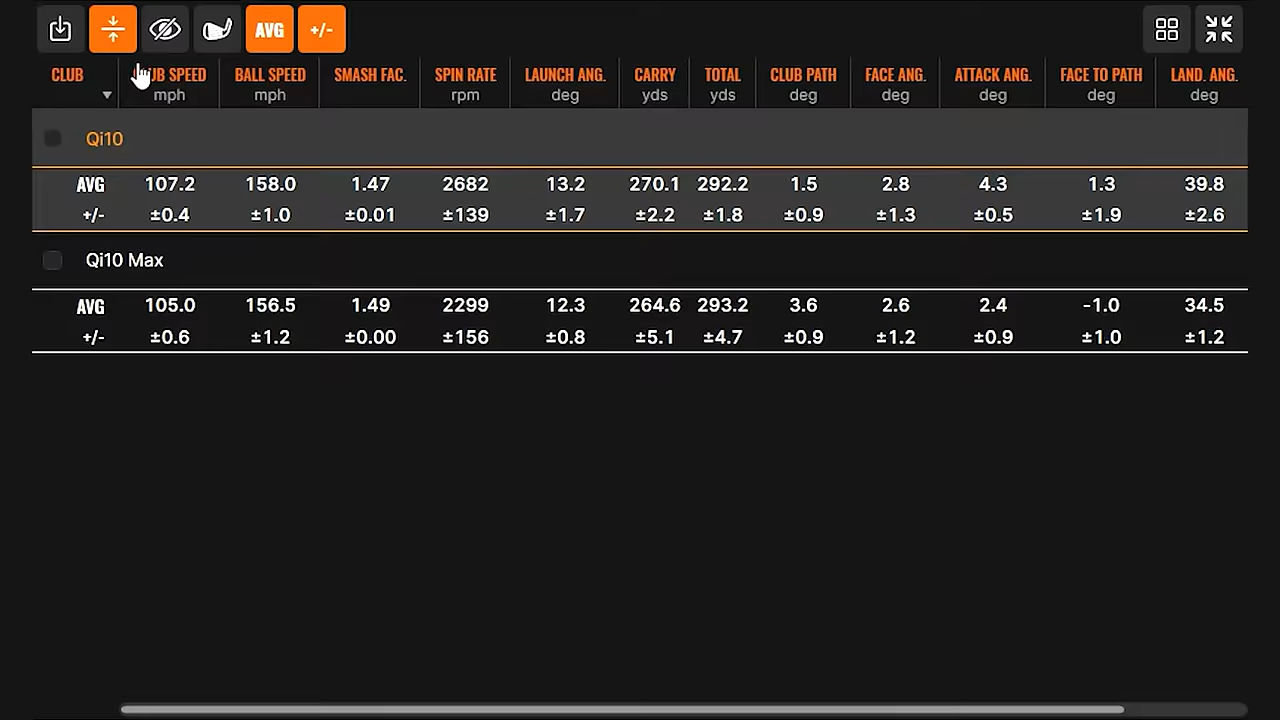 AVG +/-
CLUB UB SPEED BALL SPEED SMASH FAC. SPIN RATE LAUNCH ANG. CARRY TOTAL CLUB PATH FACE ANG. ATTACK ANG. FACE TO PATH LAND. ANG.
mph mph rpm deg yds yds deg deg deg deg deg
Qi10
AVG 107.2 158.0 1.47 2682 13.2 270.1 292.2 1.5 2.8 4.3 1.3 39.8
+/- ±0.4 ±1.0 ±0.01 ±139 ±1.7 ±2.2 ±1.8 ±0.9 ±1.3 ±0.5 ±1.9 ±2.6
Qi10 Max
AVG 105.0 156.5 1.49 2299 12.3 264.6 293.2 3.6 2.6 2.4 -1.0 34.5
+/- ±0.6 ±1.2 ±0.00 ±156 ±0.8 ±5.1 ±4.7 ±0.9 ±1.2 ±0.9 ±1.0 ±1.2